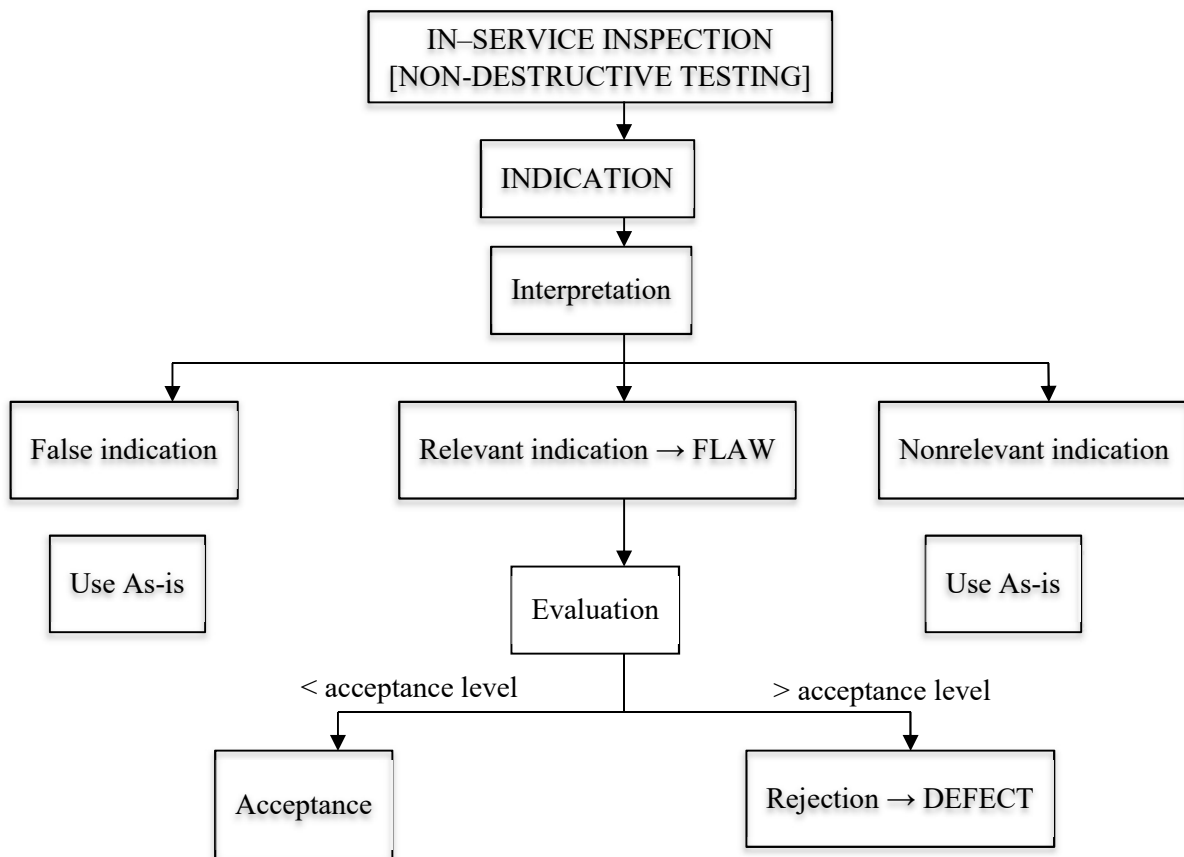 IN–SERVICE INSPECTION
[NON-DESTRUCTIVE TESTING]
INDICATION
Interpretation
False indication
Relevant indication → FLAW
Nonrelevant indication
Use As-is
Evaluation
Use As-is
< acceptance level
> acceptance level
Acceptance
Rejection → DEFECT